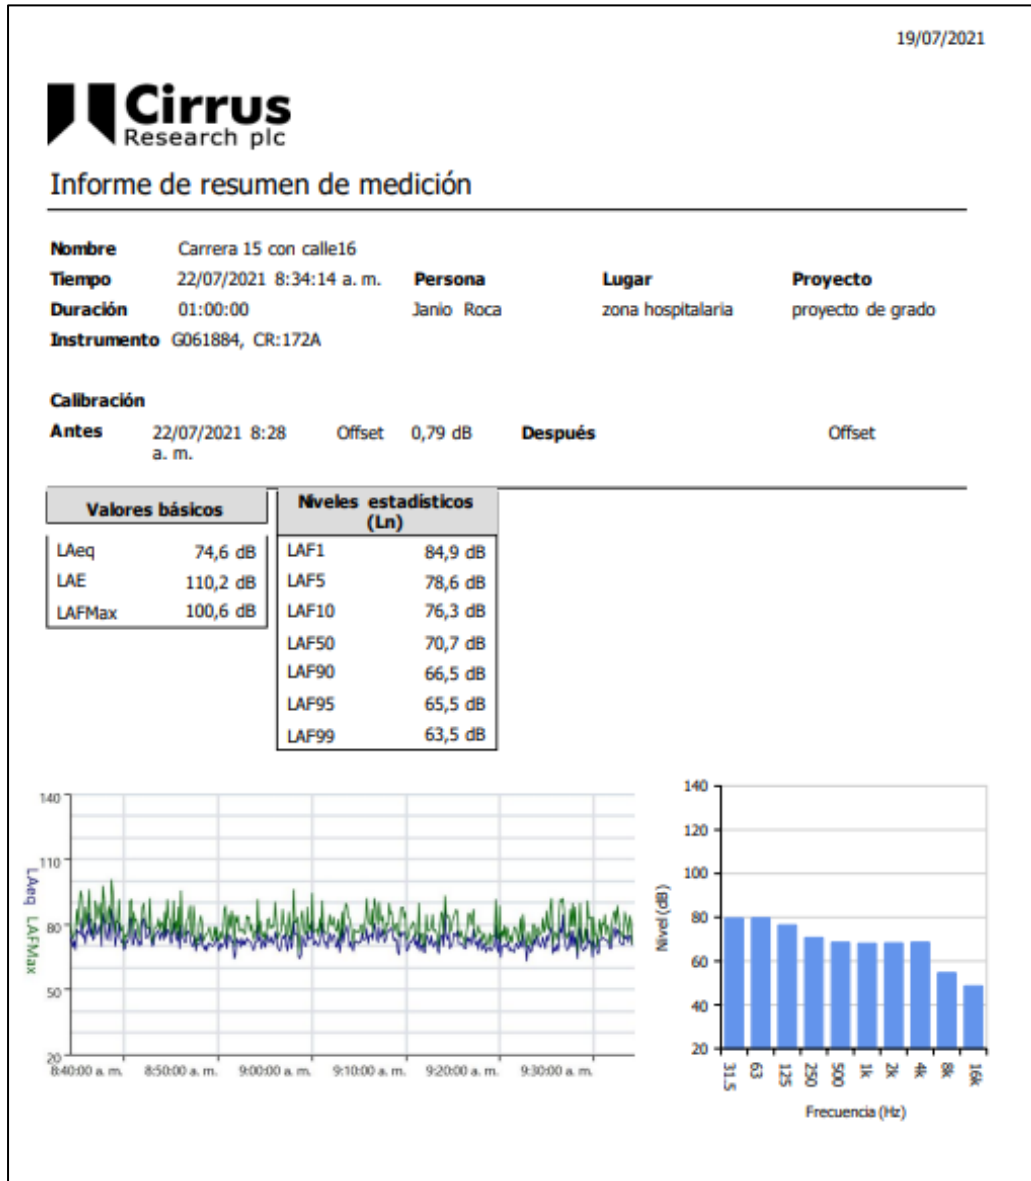 19/07/2021
Cirrus
Research plc
Informe de resumen de medición
Nombre Carrera 15 con calle16
Tiempo 22/07/2021 8:34:14 a. m. Persona Lugar Proyecto
Duración 01:00:00 Janio Roca zona hospitalaria proyecto de grado
Instrumento G061884, CR:172A
Calibración
Antes 22/07/2021 8:28 a. m. Offset 0,79 dB Después Offset
Valores básicos
LAeq 74,6 dB
LAE 110,2 dB
LAFMax 100,6 dB
Niveles estadísticos
(Ln)
LAF1 84,9 dB
LAF5 78,6 dB
LAF10 76,3 dB
LAF50 70,7 dB
LAF90 66,5 dB
LAF95 65,5 dB
LAF99 63,5 dB
LAeq LAFMax
140
110
80
50
20
8:40:00 a. m. 8:50:00 a. m. 9:00:00 a. m. 9:10:00 a. m. 9:20:00 a. m. 9:30:00 a. m.
Nivel (dB)
140
120
100
80
60
40
20
31.5 63 125 250 500 1k 2k 4k 8k 16k
Frecuencia (Hz)